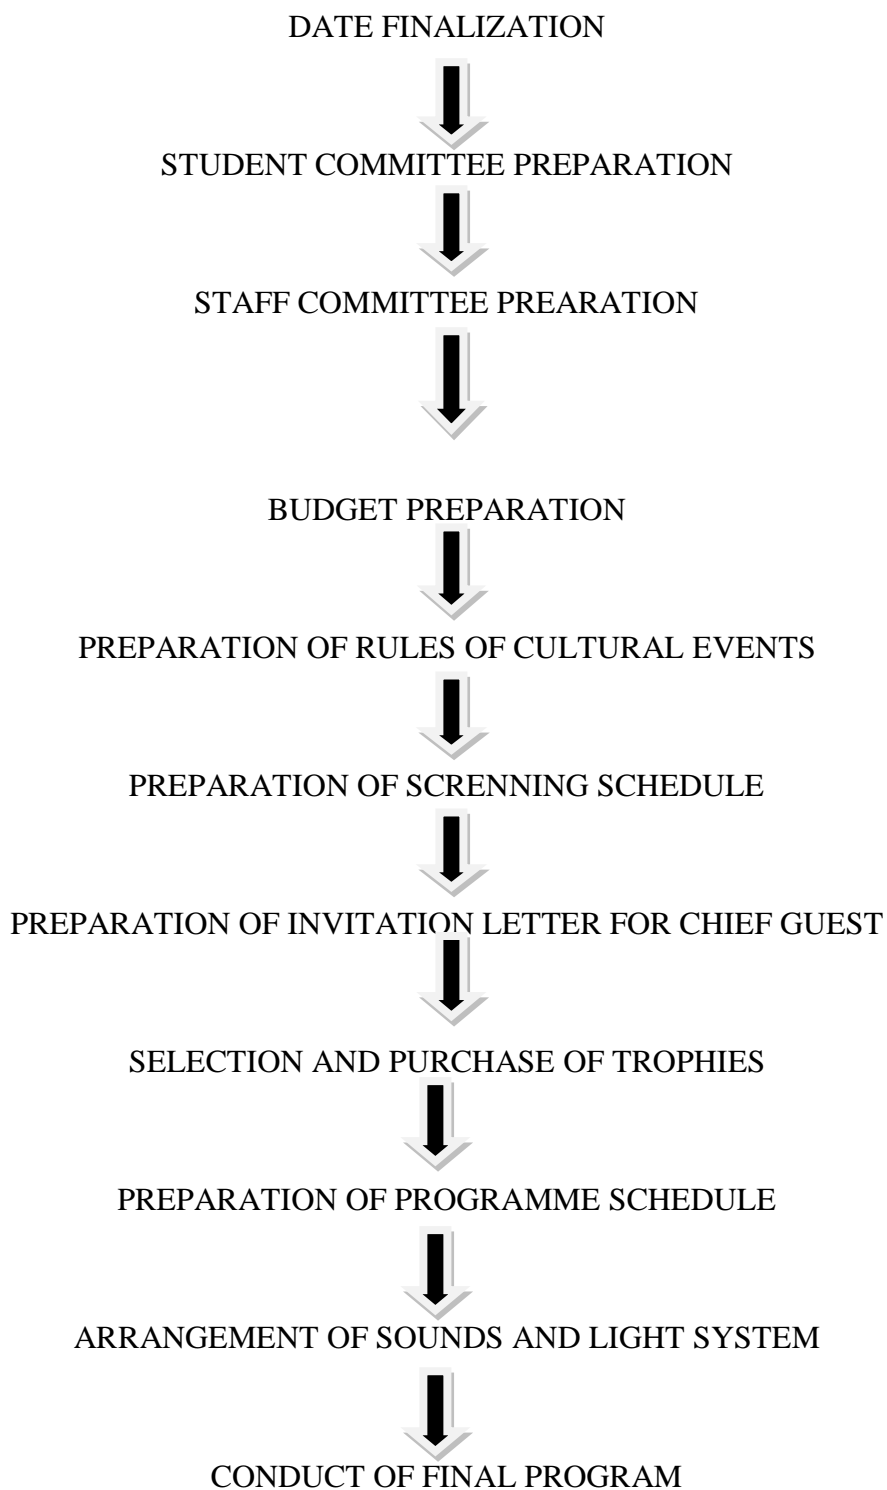 DATE FINALIZATION
STUDENT COMMITTEE PREPARATION
STAFF COMMITTEE PREARATION
BUDGET PREPARATION
PREPARATION OF RULES OF CULTURAL EVENTS
PREPARATION OF SCRENNING SCHEDULE
PREPARATION OF INVITATION LETTER FOR CHIEF GUEST
SELECTION AND PURCHASE OF TROPHIES
PREPARATION OF PROGRAMME SCHEDULE
ARRANGEMENT OF SOUNDS AND LIGHT SYSTEM
CONDUCT OF FINAL PROGRAM